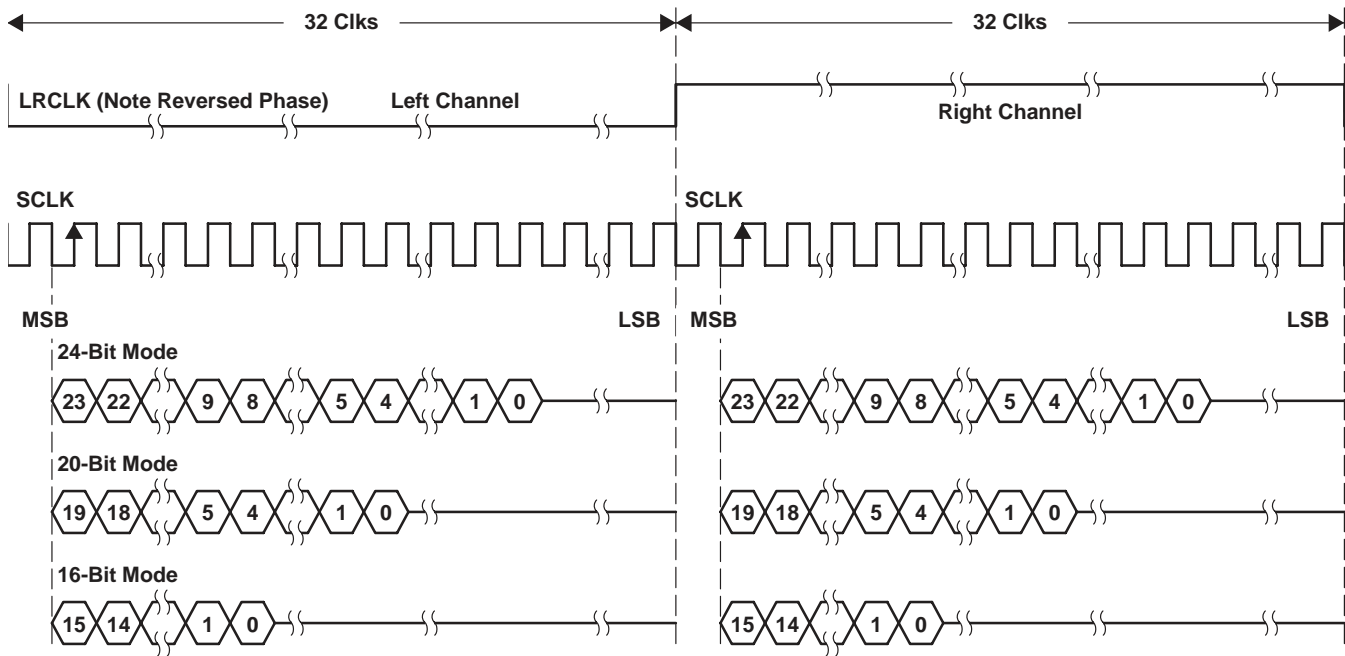 32 Clks 32 Clks
LRCLK (Note Reversed Phase) Left Channel
Right Channel
SCLK SCLK
MSB LSB MSB LSB
24-Bit Mode
23 22 9 8 5 4 1 0 23 22 9 8 5 4 1 0
20-Bit Mode
19 18 5 4 1 0 19 18 5 4 1 0
16-Bit Mode
15 14 1 0 15 14 1 0